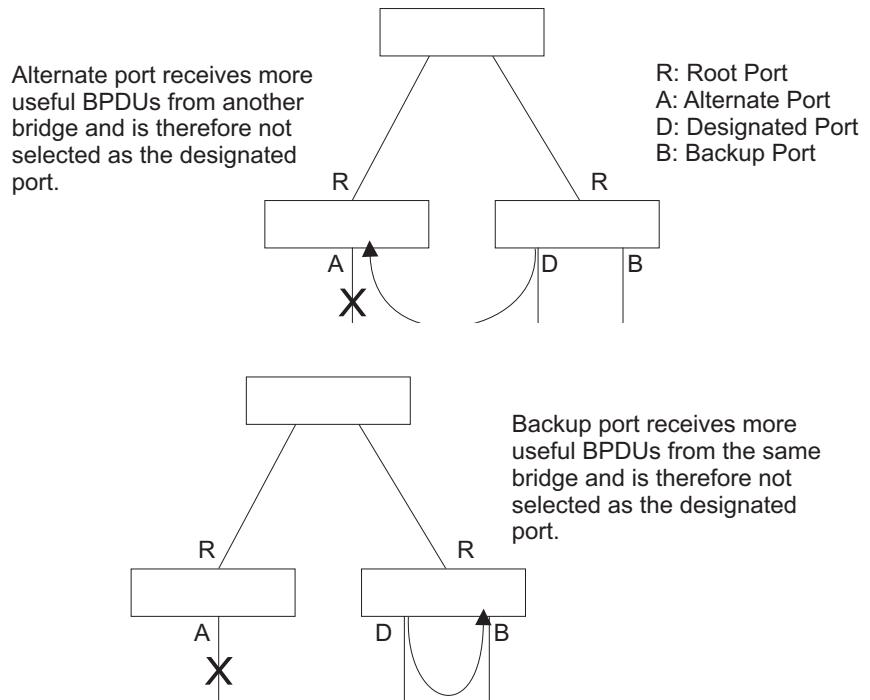 Alternate port receives more
useful BPDUs from another
bridge and is therefore not
selected as the designated
port.
R: Root Port
A: Alternate Port
D: Designated Port
B: Backup Port
R
R
A
D
B
X
Backup port receives more
useful BPDUs from the same
bridge and is therefore not
selected as the designated
port.
R
R
A
D
B
X